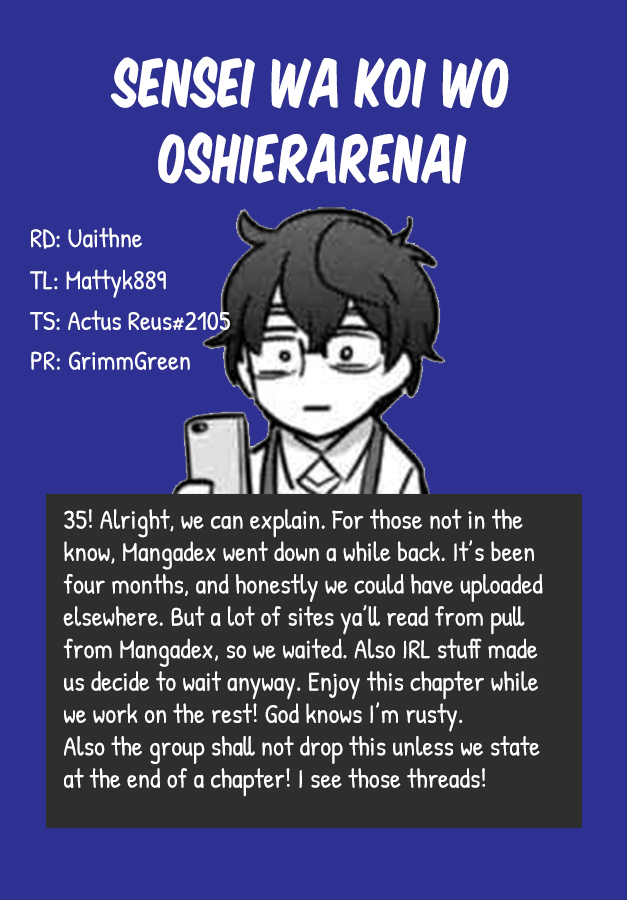 SENSEI WA KOI WO
OSHIERARENAI
RD: Uaithne
TL: Mattyk889
TS: Actus Reus#2105
PR: GrimmGreen
35! Alright, we can explain. For those not in the
know, Mangadex went down a while back. It's been
four months, and honestly we could have uploaded
elsewhere. But a lot of sites ya'll read from pull
from Mangadex, so we waited. Also IRL stuff made
us decide to wait anyway. Enjoy this chapter while
we work on the rest! God knows I'm rusty.
Also the group shall not drop this unless we state
at the end of a chapter! I see those threads!